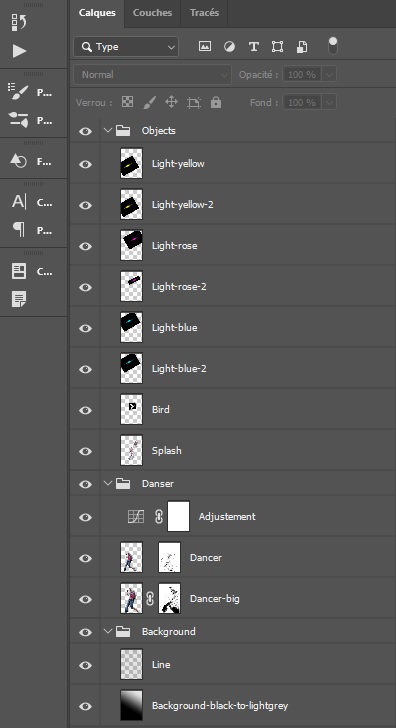 Calques Couches Tracés
Type
Normal Opacité : 100 %
P... Verrou : Fond : 100 %
P...
Objects
F... Light-yellow
C... Light-yellow-2
P...
Light-rose
C...
Light-rose-2
Light-blue
Light-blue-2
Bird
Splash
Danser
Adjustement
Dancer
Dancer-big
Background
Line
Background-black-to-lightgrey